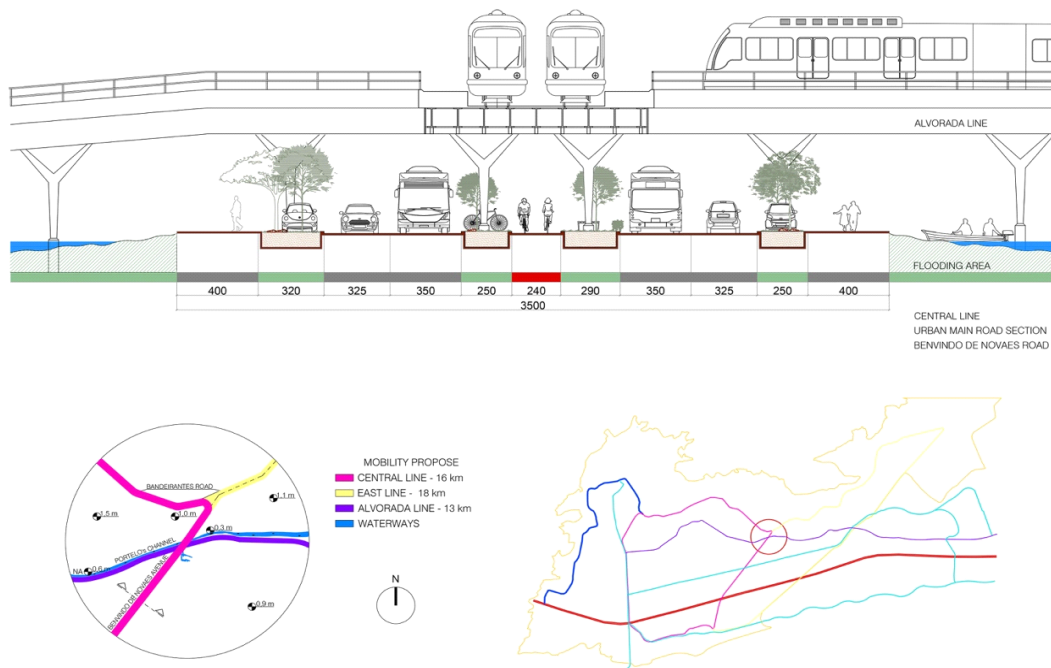 ALVORADA LINE
FLOODING AREA
400 320 325 350 250 240 290 350 325 250 400
3500
CENTRAL LINE
URBAN MAIN ROAD SECTION
BENVINDO DE NOVAES ROAD
MOBILITY PROPOSE
CENTRAL LINE - 16 km
EAST LINE - 18 km
ALVORADA LINE - 13 km
WATERWAYS
BANDEIRANTES ROAD
1.5 m
1.0 m
1.1 m
0.3 m
PORTELO's CHANNEL
NA
0.6 m
BENVINDO DE NOVAES AVENUE
0.9 m
N